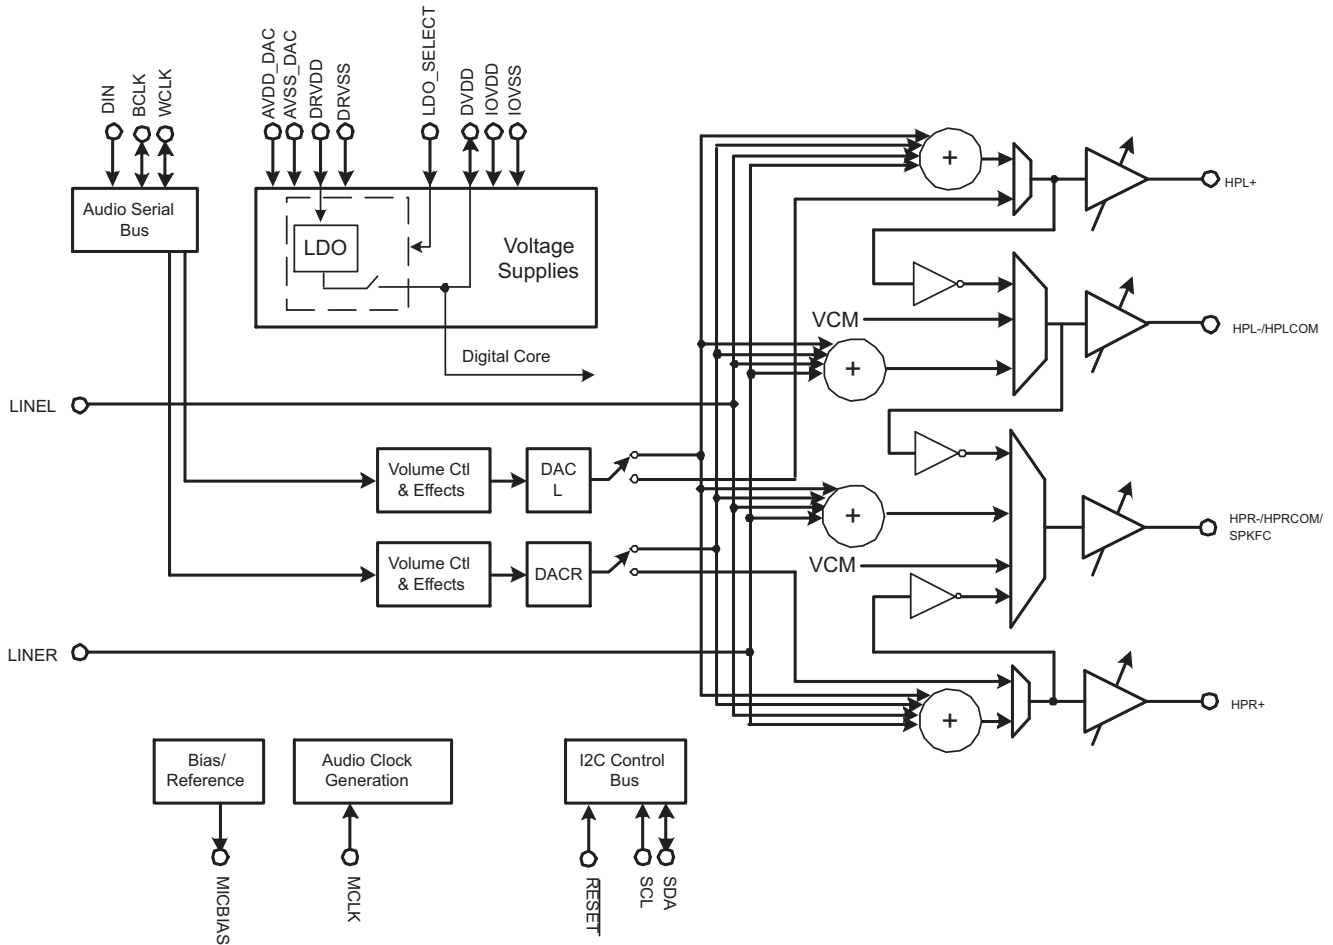 DIN
BCLK
WCLK
AVDD_DAC
AVSS_DAC
DRVDD
DRVSS
LDO_SELECT
DVDD
IOVDD
IOVSS
Audio Serial
Bus
LDO
Voltage
Supplies
Digital Core
LINEL
Volume Ctl
& Effects
DAC
L
Volume Ctl
& Effects
DACR
LINER
+
HPL+
VCM
+
HPL-/HPLCOM
+
VCM
HPR-/HPRCOM/
SPKFC
+
HPR+
Bias/
Reference
MICBIAS
Audio Clock
Generation
MCLK
I2C Control
Bus
RESET
SCL
SDA